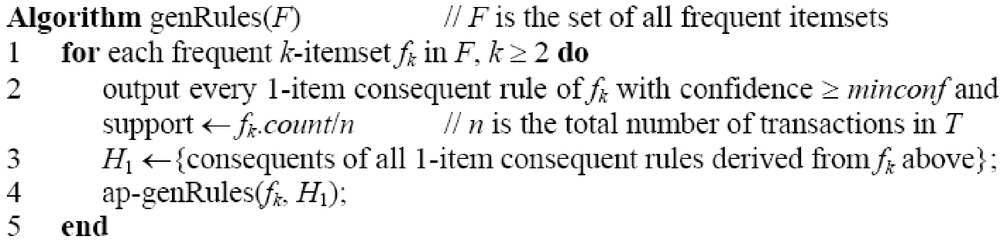 Algorithm genRules(F) // F is the set of all frequent itemsets
1 for each frequent k-itemset fₖ in F, k ≥ 2 do
2 output every 1-item consequent rule of fₖ with confidence ≥ minconf and
support ← fₖ.count/n // n is the total number of transactions in T
3 H₁ ← {consequents of all 1-item consequent rules derived from fₖ above};
4 ap-genRules(fₖ, H₁);
5 end